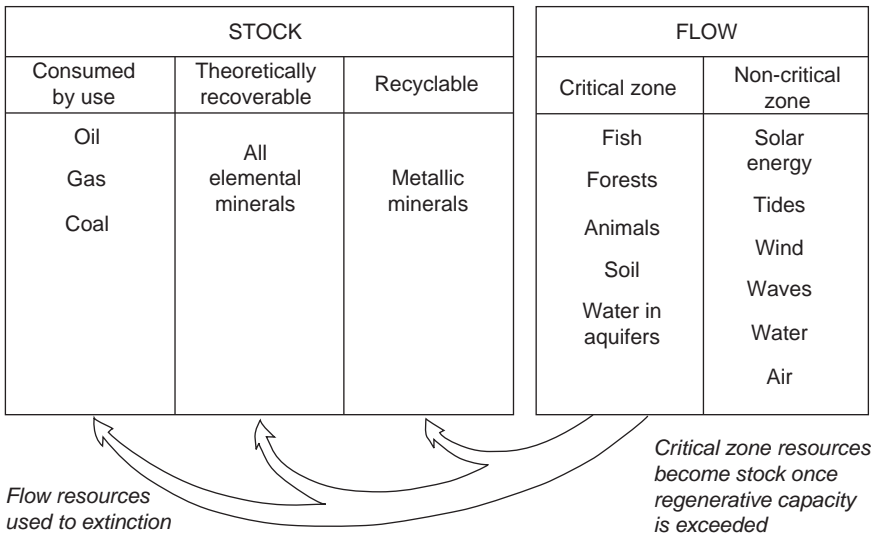 STOCK
FLOW
Consumed
by use
Theoretically
recoverable
Recyclable
Critical zone
Non-critical
zone
Oil
Gas
Coal
All
elemental
minerals
Metallic
minerals
Fish
Forests
Animals
Soil
Water in
aquifers
Solar
energy
Tides
Wind
Waves
Water
Air
Flow resources
used to extinction
Critical zone resources
become stock once
regenerative capacity
is exceeded